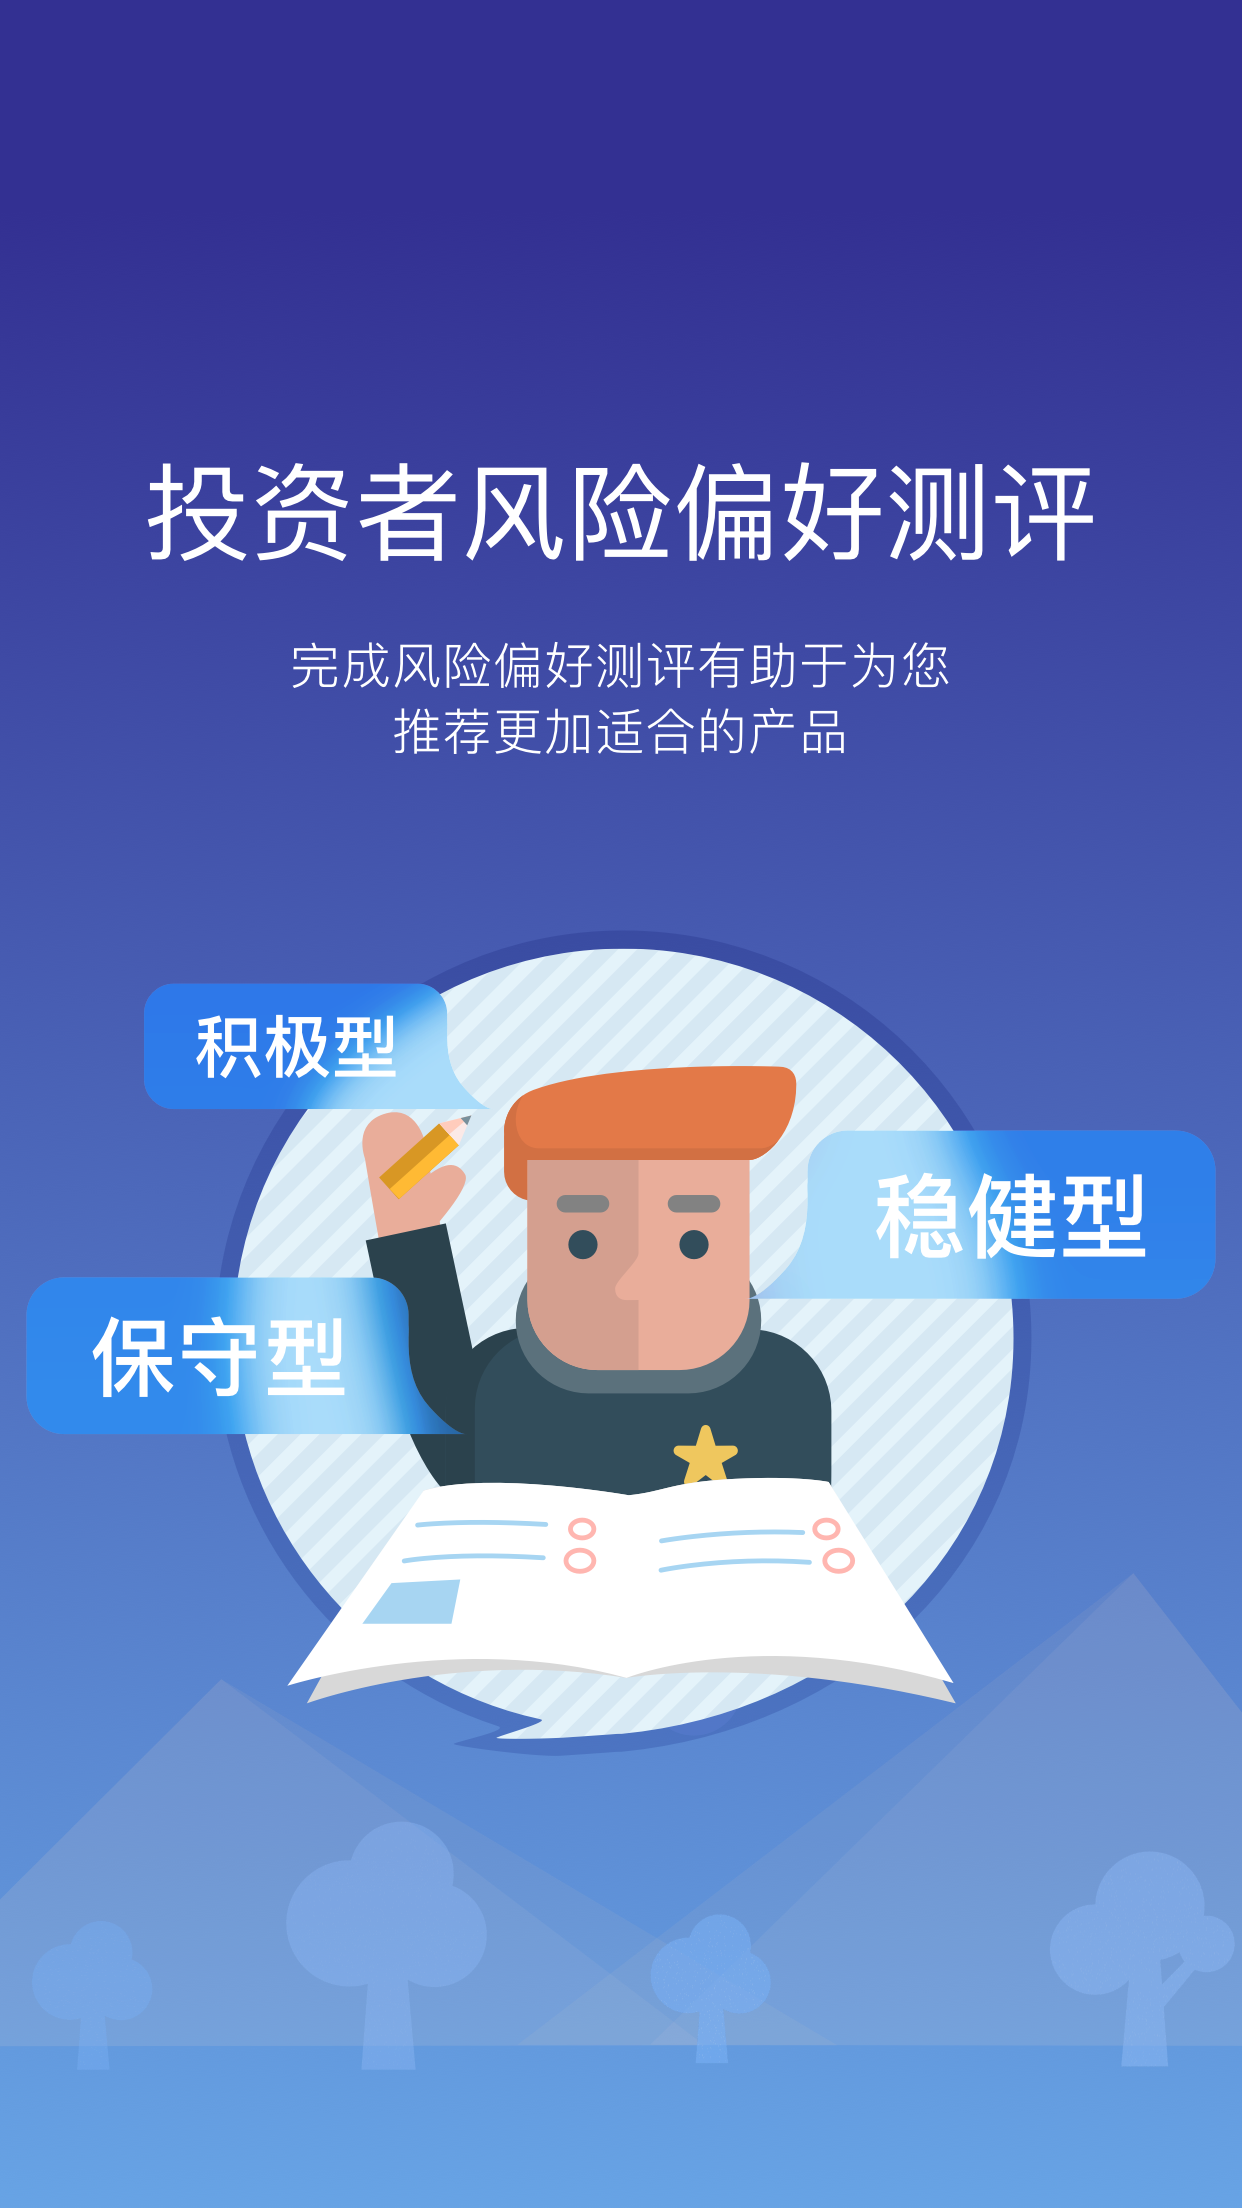 投资者风险偏好测评
完成风险偏好测评有助于为您
推荐更加适合的产品
积极型
稳健型
保守型